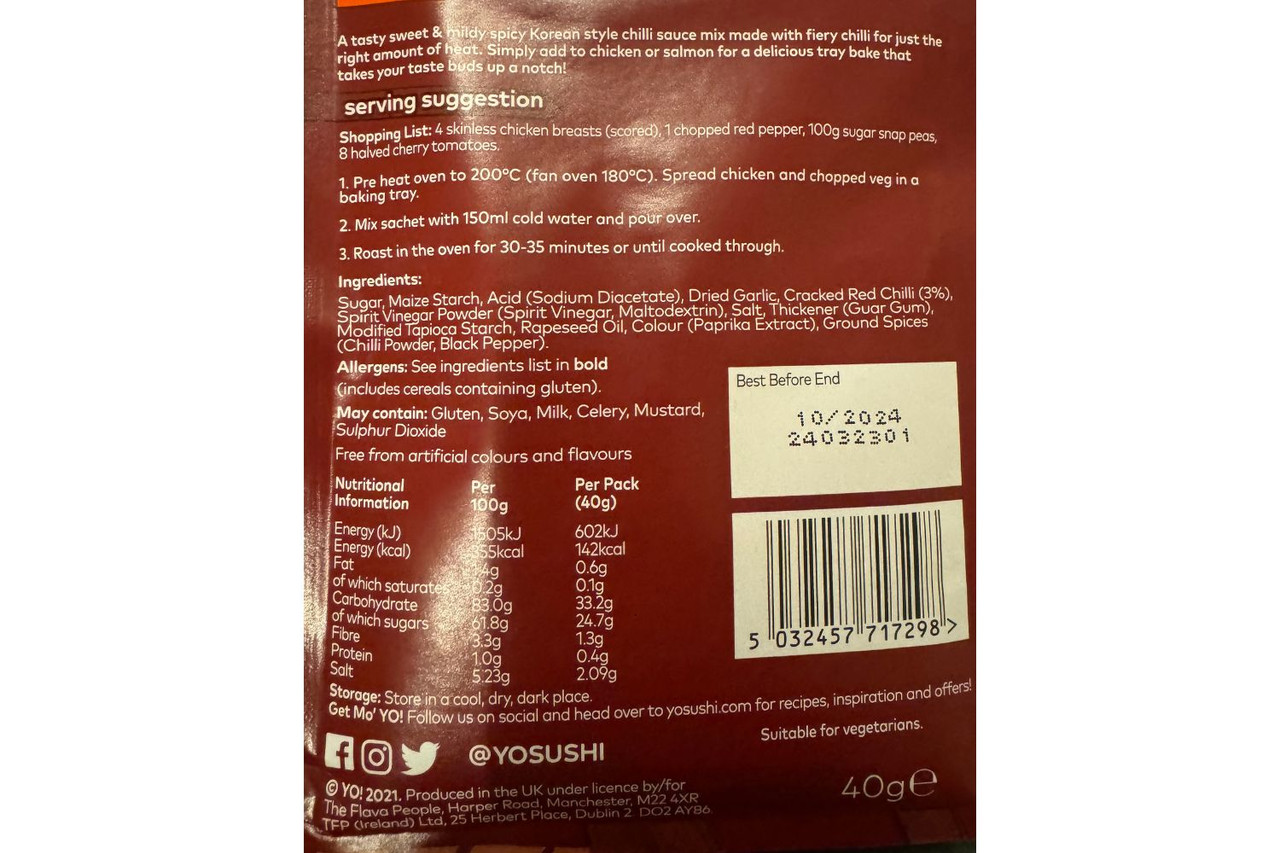 A tasty sweet & mildy spicy Korean style chilli sauce mix made with fiery chilli for just the
right amount of heat. Simply add to chicken or salmon for a delicious tray bake that
takes your taste buds up a notch!
serving suggestion
Shopping List: 4 skinless chicken breasts (scored), 1 chopped red pepper, 100g sugar snap peas,
8 halved cherry tomatoes.
1. Pre heat oven to 200°C (fan oven 180°C). Spread chicken and chopped veg in a
baking tray.
2. Mix sachet with 150ml cold water and pour over.
3. Roast in the oven for 30-35 minutes or until cooked through.
Ingredients:
Sugar, Maize Starch, Acid (Sodium Diacetate), Dried Garlic, Cracked Red Chilli (3%),
Spirit Vinegar Powder (Spirit Vinegar, Maltodextrin), Salt, Thickener (Guar Gum),
Modified Tapioca Starch, Rapeseed Oil, Colour (Paprika Extract), Ground Spices
(Chilli Powder, Black Pepper).
Allergens: See ingredients list in bold
(includes cereals containing gluten).
May contain: Gluten, Soya, Milk, Celery, Mustard,
Sulphur Dioxide
Free from artificial colours and flavours
Nutritional Per Per Pack
Information 100g (40g)
Energy (kJ) 1505kJ 602kJ
Energy (kcal) 355kcal 142kcal
Fat 0.6g
of which saturates 0.2g 0.1g
Carbohydrate 83.0g 33.2g
of which sugars 61.8g 24.7g
Fibre 3.3g 1.3g
Protein 1.0g 0.4g
Salt 5.23g 2.09g
Best Before End
10/2024
24032301
5 032457 717298 >
Storage: Store in a cool, dry, dark place.
Get Mo' YO! Follow us on social and head over to yosushi.com for recipes, inspiration and offers!
Suitable for vegetarians.
@YOSUSHI
40g℮
© YO! 2021. Produced in the UK under licence by/for
The Flava People, Harper Road, Manchester, M22 4XR
TFP (Ireland) Ltd, 25 Herbert Place, Dublin 2 DO2 AY86.